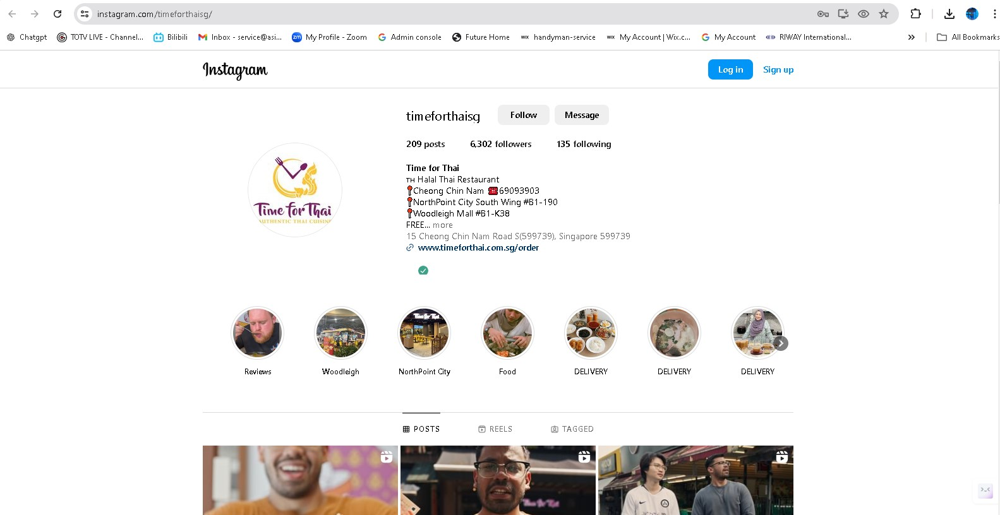 instagram.com/timeforthaisg/
Chatgpt
TOTV LIVE - Channel...
Bilibili
Inbox - service@asi...
zm
My Profile - Zoom
Admin console
Future Home
WIX
handyman-service
WIX
My Account | Wix.c...
My Account
RIWAY International...
»
All Bookmarks
Instagram
Log in
Sign up
timeforthaisg
Follow
Message
209 posts
6,302 followers
135 following
Time for Thai
TH Halal Thai Restaurant
Cheong Chin Nam 69093903
NorthPoint City South Wing #B1-190
Woodleigh Mall #B1-K38
FREE... more
15 Cheong Chin Nam Road S(599739), Singapore 599739
www.timeforthai.com.sg/order
Time for Thai
AUTHENTIC THAI CUISINE
Time for Thai
Reviews
Woodleigh
NorthPoint City
Food
DELIVERY
DELIVERY
DELIVERY
POSTS
REELS
TAGGED